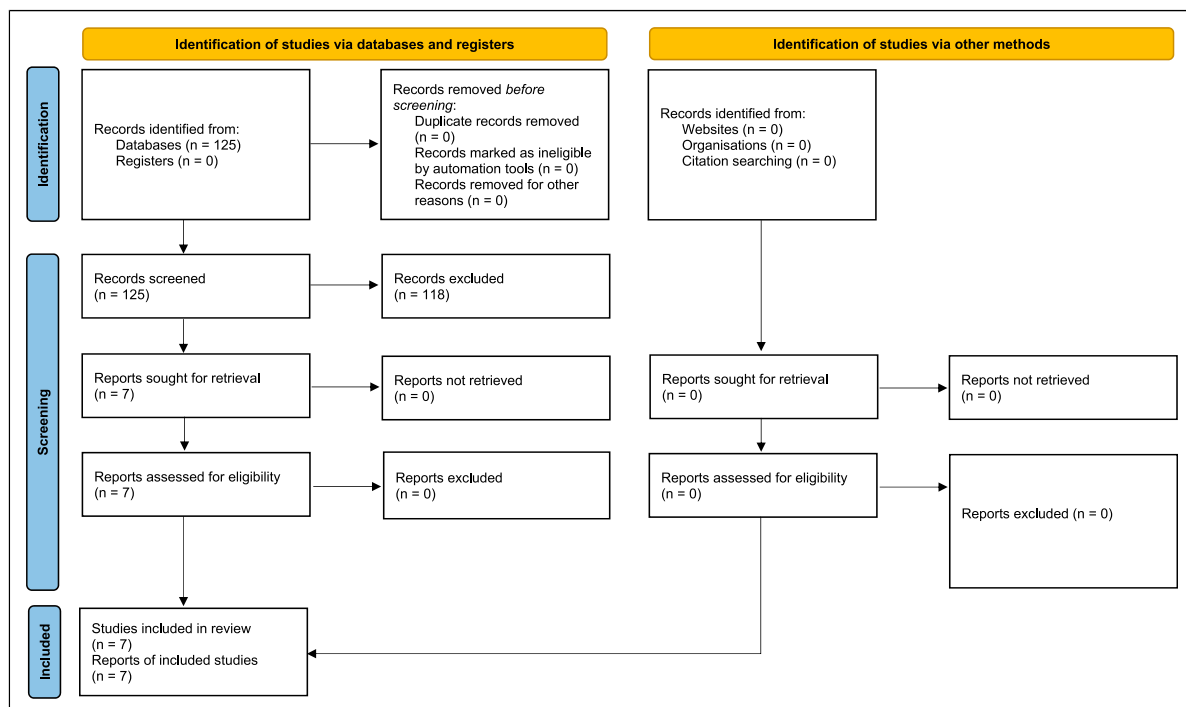 Identification of studies via databases and registers
Identification of studies via other methods
Identification
Records identified from:
Databases (n = 125)
Registers (n = 0)
Records removed before
screening:
Duplicate records removed
(n = 0)
Records marked as ineligible
by automation tools (n = 0)
Records removed for other
reasons (n = 0)
Records identified from:
Websites (n = 0)
Organisations (n = 0)
Citation searching (n = 0)
Screening
Records screened
(n = 125)
Records excluded
(n = 118)
Reports sought for retrieval
(n = 7)
Reports not retrieved
(n = 0)
Reports sought for retrieval
(n = 0)
Reports not retrieved
(n = 0)
Reports assessed for eligibility
(n = 7)
Reports excluded
(n = 0)
Reports assessed for eligibility
(n = 0)
Reports excluded (n = 0)
Included
Studies included in review
(n = 7)
Reports of included studies
(n = 7)